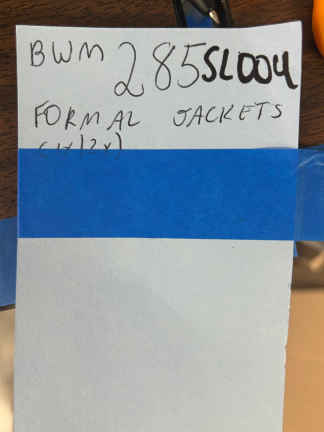 BWM 285SL004
FORMAL JACKETS